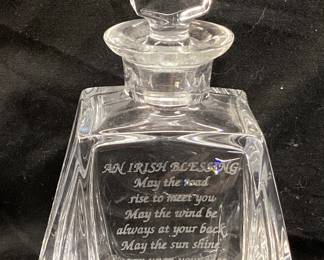 AN IRISH BLESSING
May the road
rise to meet you
May the wind be
always at your back
May the sun shine